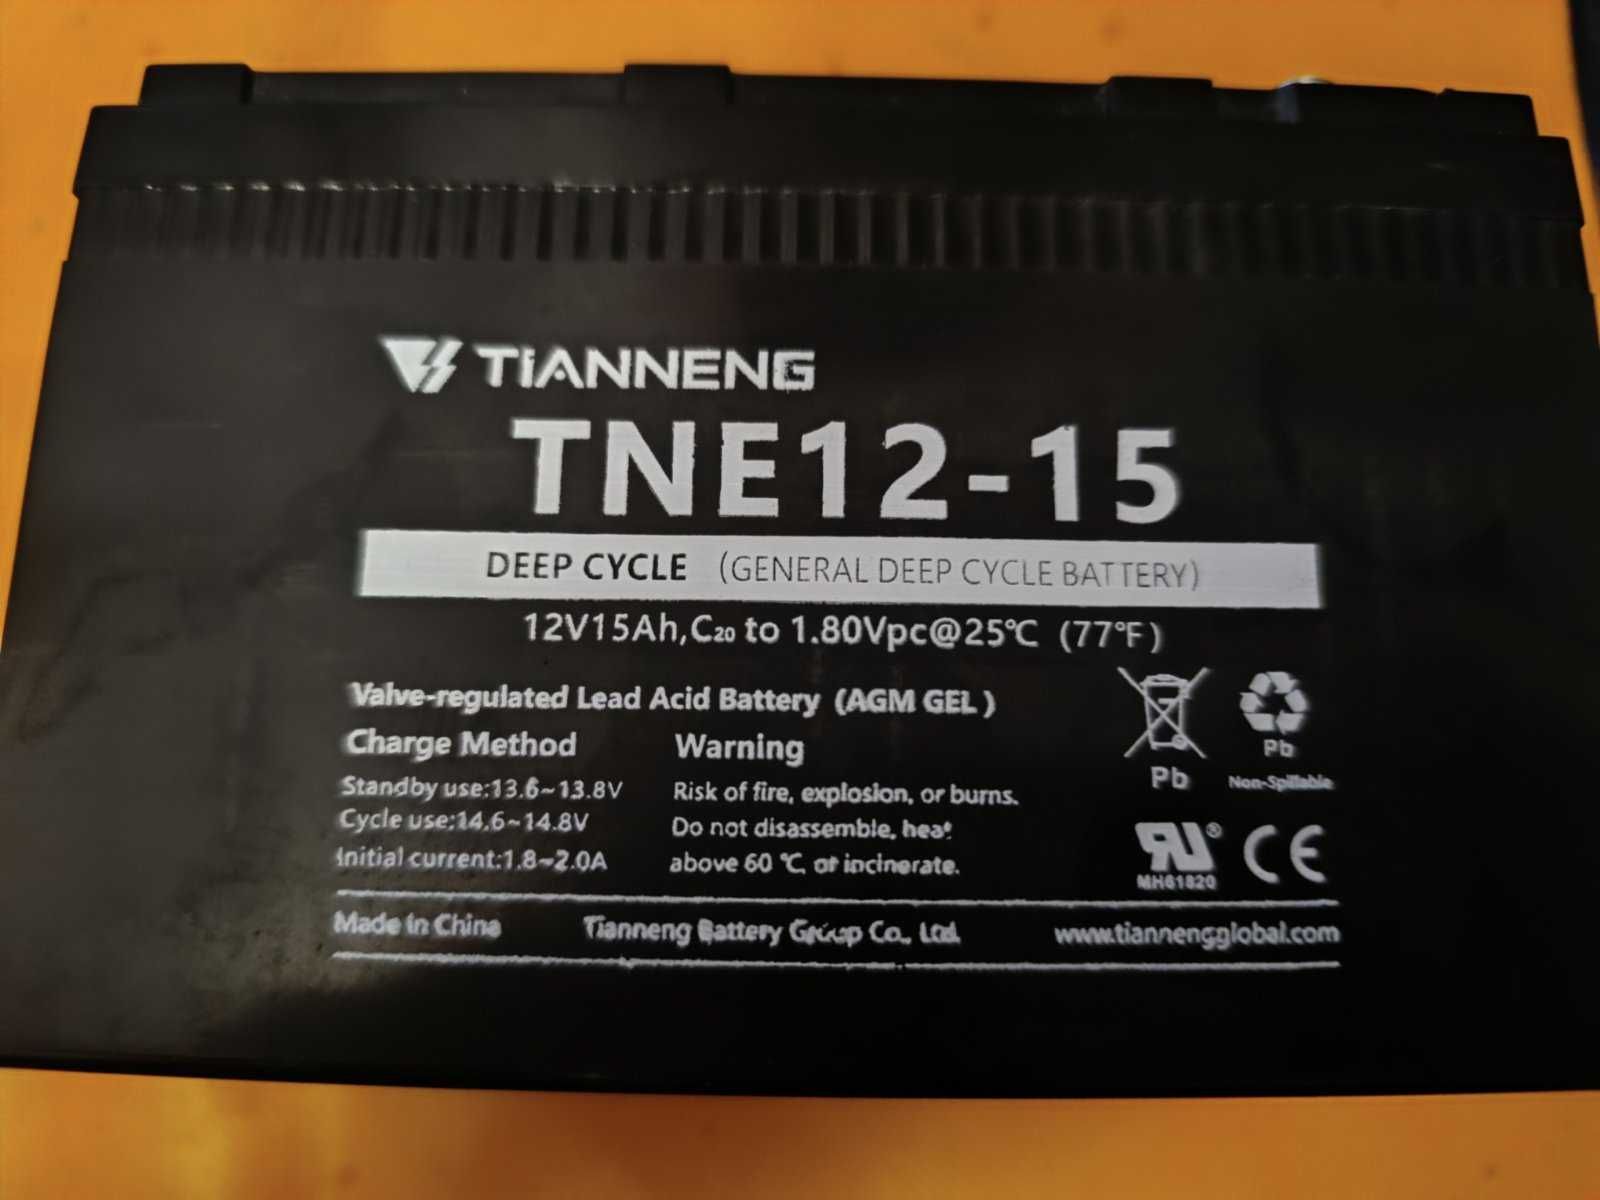 TIANNENG
TNE12-15
DEEP CYCLE (GENERAL DEEP CYCLE BATTERY)
12V15Ah,C20 to 1.80Vpc@25℃ (77℉)
Valve-regulated Lead Acid Battery (AGM GEL)
Charge Method
Standby use:13.6~13.8V
Cycle use:14.6~14.8V
Initial current:1.8~2.0A
Warning
Risk of fire, explosion, or burns.
Do not disassemble, heat
above 60 ℃, or incinerate.
Pb
Pb
Non-Spillable
RU®
MH61820
CE
Made in China Tianneng Battery Group Co., Ltd. www.tiannengglobal.com